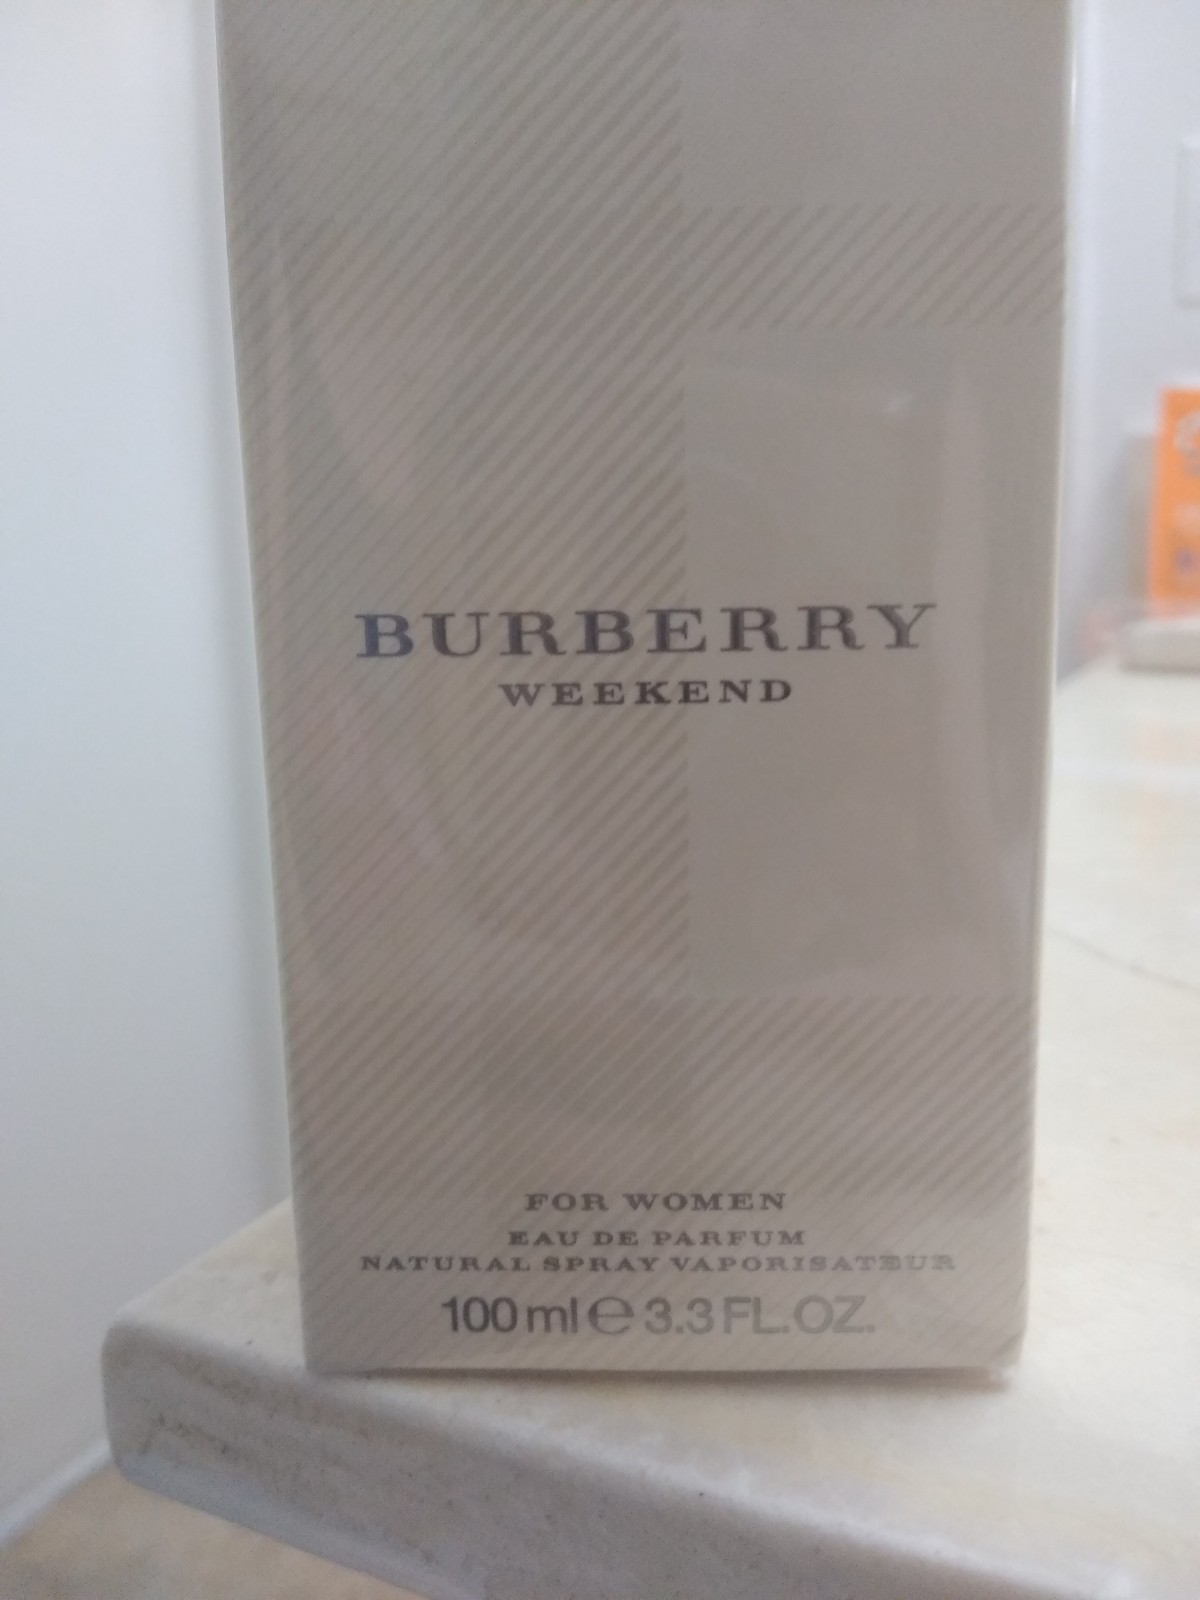 BURBERRY
WEEKEND
FOR WOMEN
EAU DE PARFUM
NATURAL SPRAY VAPORISATEUR
100 ml ℮ 3.3 FL.OZ.